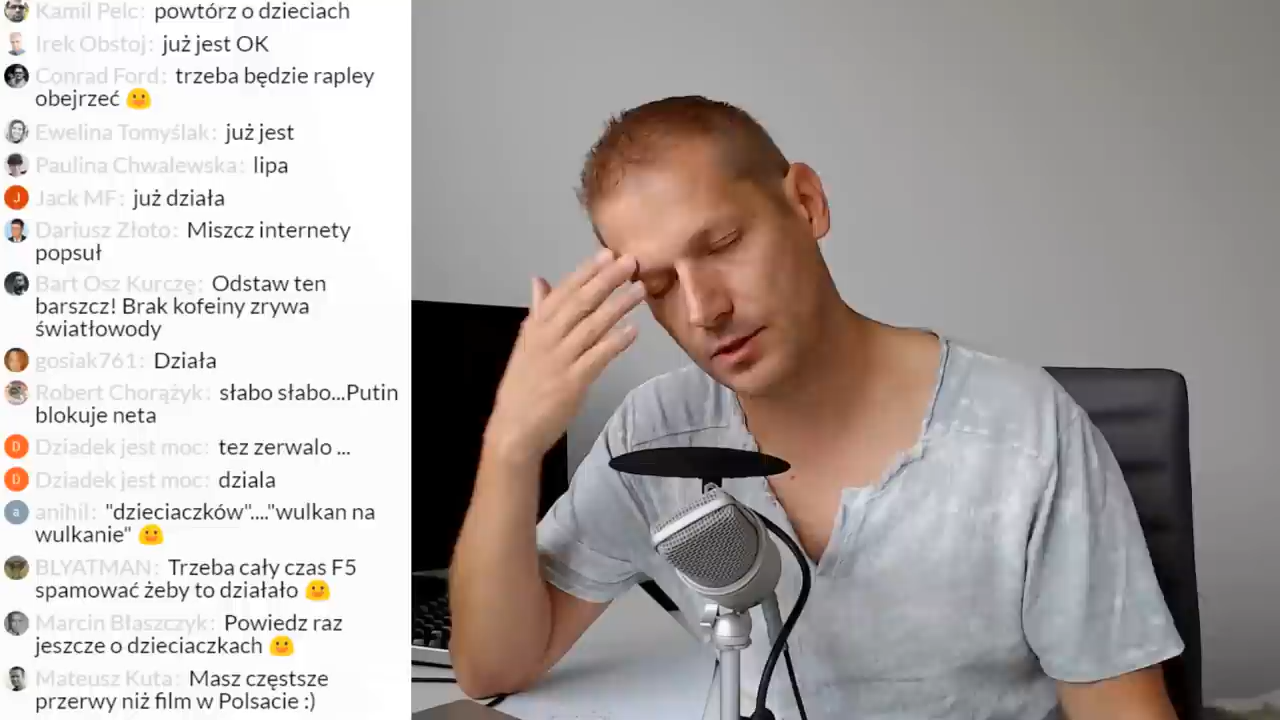 Kamil Pelc: powtórz o dzieciach
Irek Obstoj: już jest OK
Conrad Ford: trzeba będzie rapley
obejrzeć
Ewelina Tomyślak: już jest
Paulina Chwalewska: lipa
J Jack MF: już działa
Dariusz Złoto: Miszcz internety
popsuł
Bart Osz Kurczę: Odstaw ten
barszcz! Brak kofeiny zrywa
światłowody
gosiak761: Działa
Robert Chorążyk: słabo słabo...Putin
blokuje neta
D Dziadek jest moc: tez zerwalo ...
D Dziadek jest moc: dziala
a anihil: "dzieciaczków"...."wulkan na
wulkanie"
BLYATMAN: Trzeba cały czas F5
spamować żeby to działało
Marcin Błaszczyk: Powiedz raz
jeszcze o dzieciaczkach
Mateusz Kuta: Masz częstsze
przerwy niż film w Polsacie :)